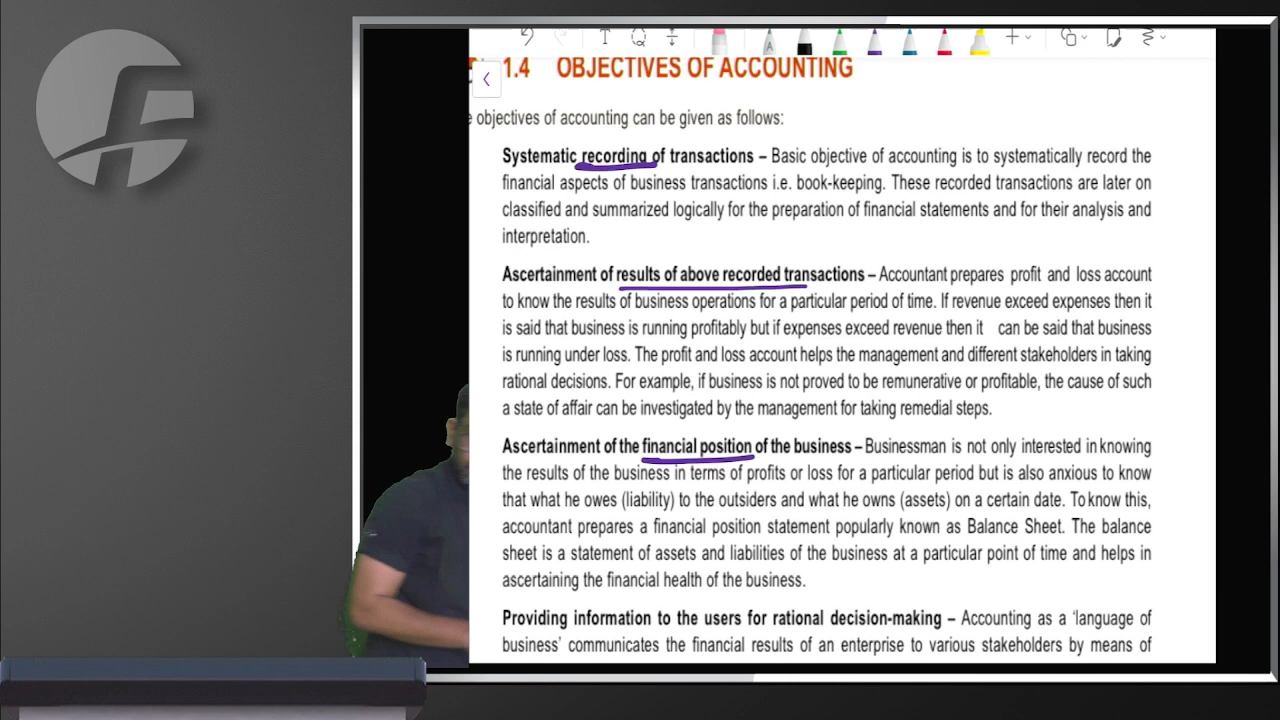 1.4 OBJECTIVES OF ACCOUNTING
objectives of accounting can be given as follows:
Systematic recording of transactions – Basic objective of accounting is to systematically record the
financial aspects of business transactions i.e. book-keeping. These recorded transactions are later on
classified and summarized logically for the preparation of financial statements and for their analysis and
interpretation.
Ascertainment of results of above recorded transactions – Accountant prepares profit and loss account
to know the results of business operations for a particular period of time. If revenue exceed expenses then it
is said that business is running profitably but if expenses exceed revenue then it can be said that business
is running under loss. The profit and loss account helps the management and different stakeholders in taking
rational decisions. For example, if business is not proved to be remunerative or profitable, the cause of such
a state of affair can be investigated by the management for taking remedial steps.
Ascertainment of the financial position of the business – Businessman is not only interested in knowing
the results of the business in terms of profits or loss for a particular period but is also anxious to know
that what he owes (liability) to the outsiders and what he owns (assets) on a certain date. To know this,
accountant prepares a financial position statement popularly known as Balance Sheet. The balance
sheet is a statement of assets and liabilities of the business at a particular point of time and helps in
ascertaining the financial health of the business.
Providing information to the users for rational decision-making – Accounting as a ‘language of
business’ communicates the financial results of an enterprise to various stakeholders by means of